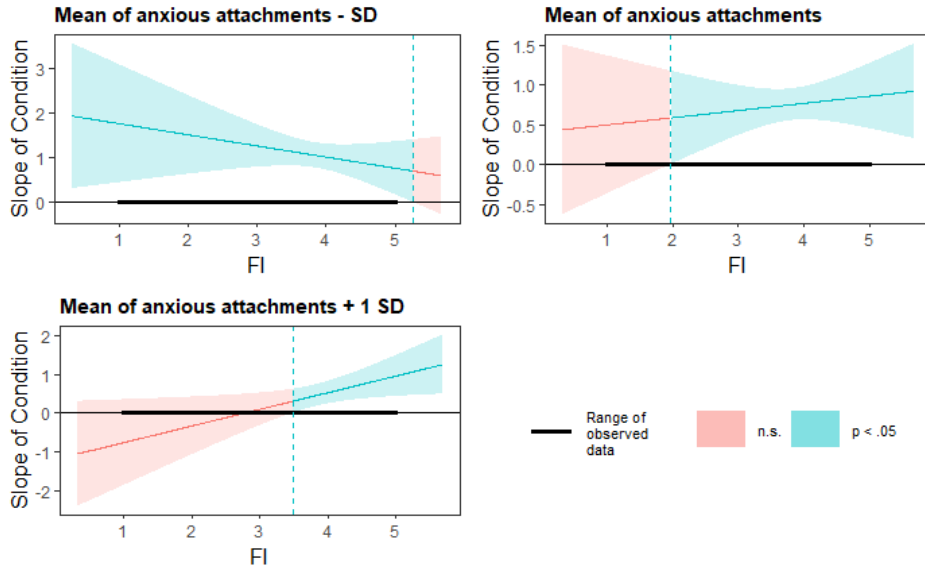 Mean of anxious attachments - SD
Slope of Condition
3
2
1
0
1 2 3 4 5
FI
Mean of anxious attachments
Slope of Condition
1.5
1.0
0.5
0.0
-0.5
1 2 3 4 5
FI
Mean of anxious attachments + 1 SD
Slope of Condition
2
1
0
-1
-2
1 2 3 4 5
FI
Range of
observed
data
n.s.
p < .05